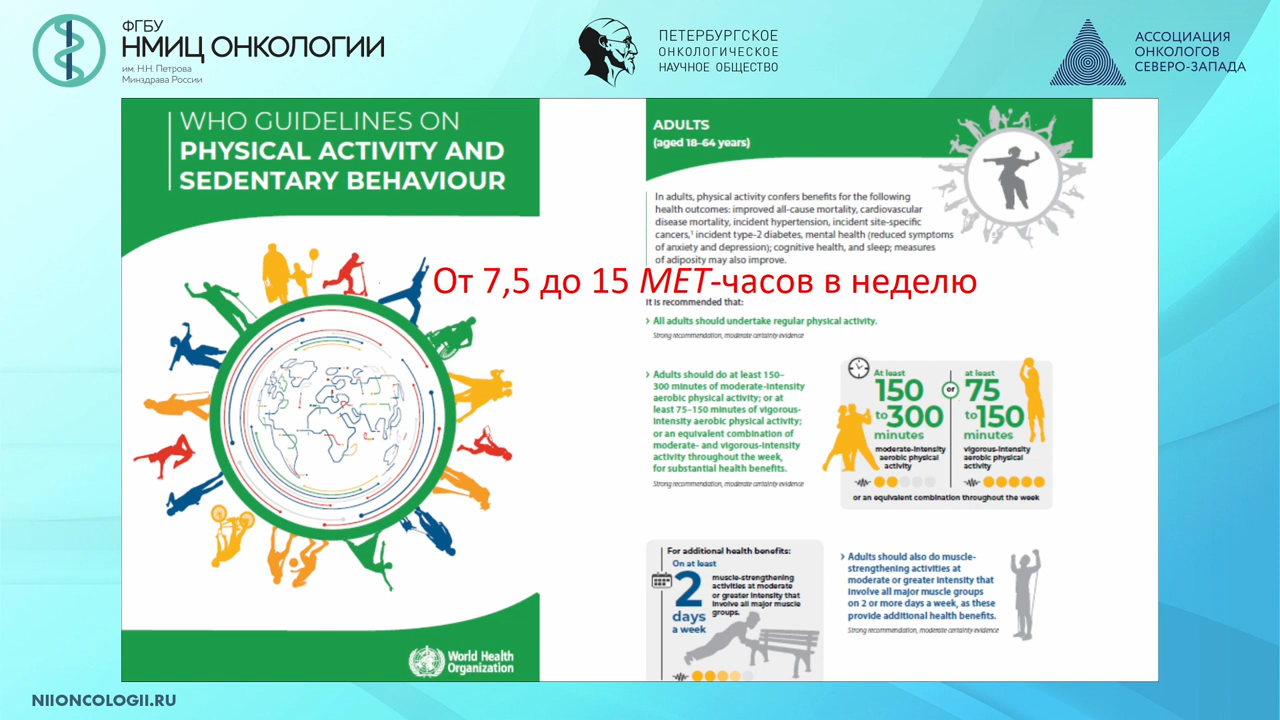 ФГБУ
НМИЦ ОНКОЛОГИИ
им. Н.Н. Петрова
Минздрава России
ПЕТЕРБУРГСКОЕ
ОНКОЛОГИЧЕСКОЕ
НАУЧНОЕ ОБЩЕСТВО
АССОЦИАЦИЯ
ОНКОЛОГОВ
СЕВЕРО-ЗАПАДА
WHO GUIDELINES ON
PHYSICAL ACTIVITY AND
SEDENTARY BEHAVIOUR
World Health
Organization
ADULTS
(aged 18–64 years)
In adults, physical activity confers benefits for the following
health outcomes: improved all-cause mortality, cardiovascular
disease mortality, incident hypertension, incident site-specific
cancers,¹ incident type-2 diabetes, mental health (reduced symptoms
of anxiety and depression); cognitive health, and sleep; measures
of adiposity may also improve.
От 7,5 до 15 МЕТ-часов в неделю
It is recommended that:
› All adults should undertake regular physical activity.
Strong recommendation, moderate certainty evidence
› Adults should do at least 150–
300 minutes of moderate-intensity
aerobic physical activity; or at
least 75–150 minutes of vigorous-
intensity aerobic physical activity;
or an equivalent combination of
moderate- and vigorous-intensity
activity throughout the week,
for substantial health benefits.
Strong recommendation, moderate certainty evidence
At least
150
to 300
minutes
moderate-intensity
aerobic physical
activity
or
at least
75
to 150
minutes
vigorous-intensity
aerobic physical
activity
or an equivalent combination throughout the week
For additional health benefits:
On at least
2
days
a week
muscle-strengthening
activities at moderate
or greater intensity that
involve all major muscle
groups.
› Adults should also do muscle-
strengthening activities at
moderate or greater intensity that
involve all major muscle groups
on 2 or more days a week, as these
provide additional health benefits.
Strong recommendation, moderate certainty evidence
NIIONCOLOGII.RU